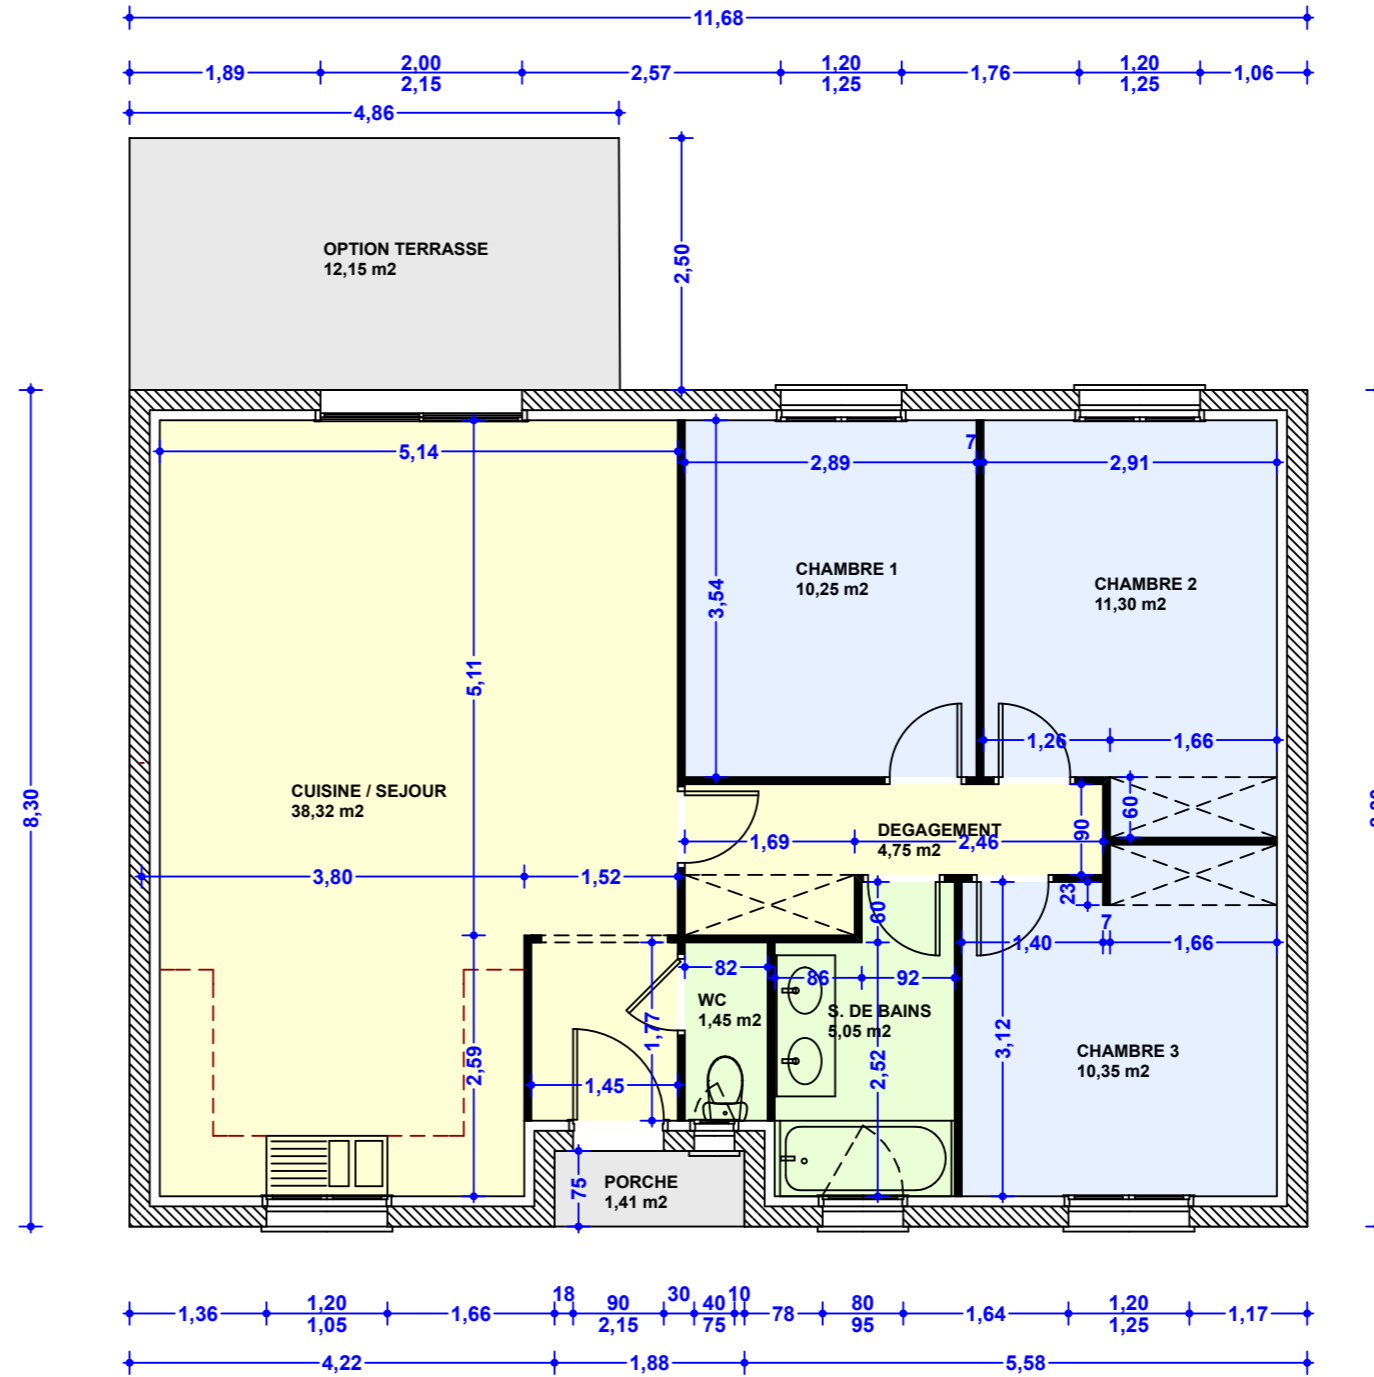 11,68
1,89 2,00 2,57 1,20 1,76 1,20 1,06
2,15 1,25 1,25
4,86
OPTION TERRASSE
12,15 m2
2,50
5,14 2,89 7 2,91
CHAMBRE 1
10,25 m2
CHAMBRE 2
11,30 m2
3,54
5,11
1,26 1,66
CUISINE / SEJOUR
38,32 m2
8,30
60
90
DEGAGEMENT
4,75 m2
1,69 2,46
3,80 1,52
23
60
7
1,40 1,66
82 86 92
WC
1,45 m2
S. DE BAINS
5,05 m2
1,77
2,59
2,52
3,12
CHAMBRE 3
10,35 m2
1,45
PORCHE
1,41 m2
75
18 30 10
1,36 1,20 1,66 90 40 78 80 1,64 1,20 1,17
1,05 2,15 75 95 1,25
4,22 1,88 5,58